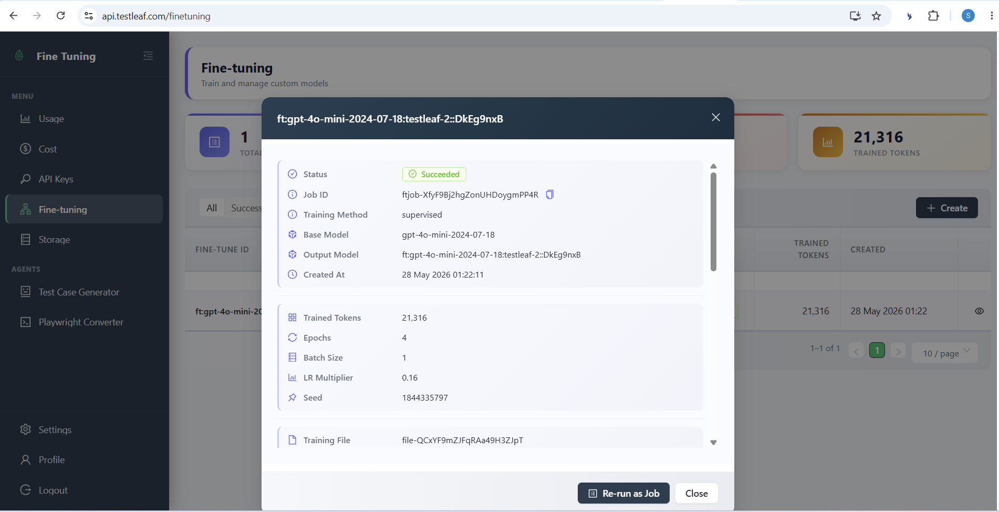 api.testleaf.com/finetuning
S
Fine Tuning
MENU
Usage
Cost
API Keys
Fine-tuning
Storage
AGENTS
Test Case Generator
Playwright Converter
Settings
Profile
Logout
Fine-tuning
Train and manage custom models
1
TOTAL
21,316
TRAINED TOKENS
All
Success
Create
FINE-TUNE ID
TRAINED
TOKENS
CREATED
ft:gpt-4o-mini-20
21,316
28 May 2026 01:22
1–1 of 1
1
10 / page
ft:gpt-4o-mini-2024-07-18:testleaf-2::DkEg9nxB
Status Succeeded
Job ID ftjob-XfyF9Bj2hgZonUHDoygmPP4R
Training Method supervised
Base Model gpt-4o-mini-2024-07-18
Output Model ft:gpt-4o-mini-2024-07-18:testleaf-2::DkEg9nxB
Created At 28 May 2026 01:22:11
Trained Tokens 21,316
Epochs 4
Batch Size 1
LR Multiplier 0.16
Seed 1844335797
Training File file-QCxYF9mZJFqRAa49H3ZJpT
Re-run as Job
Close